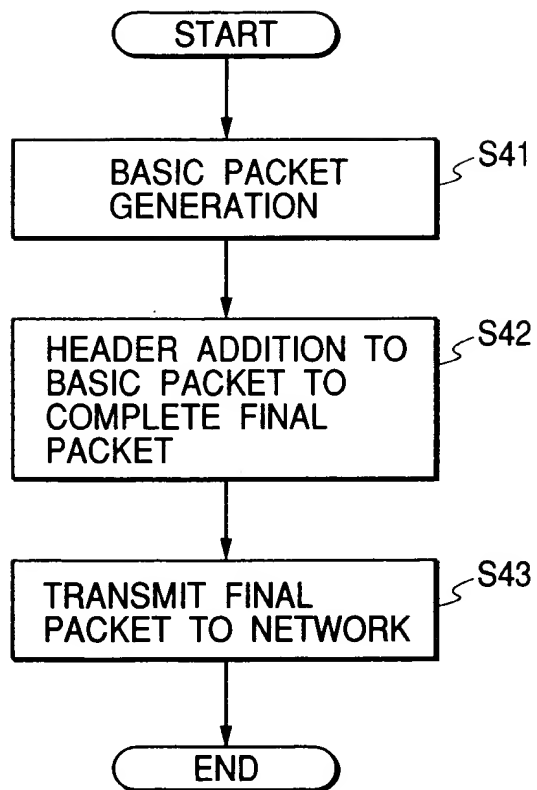 START
BASIC PACKET
GENERATION
S41
HEADER ADDITION TO
BASIC PACKET TO
COMPLETE FINAL
PACKET
S42
TRANSMIT FINAL
PACKET TO NETWORK
S43
END